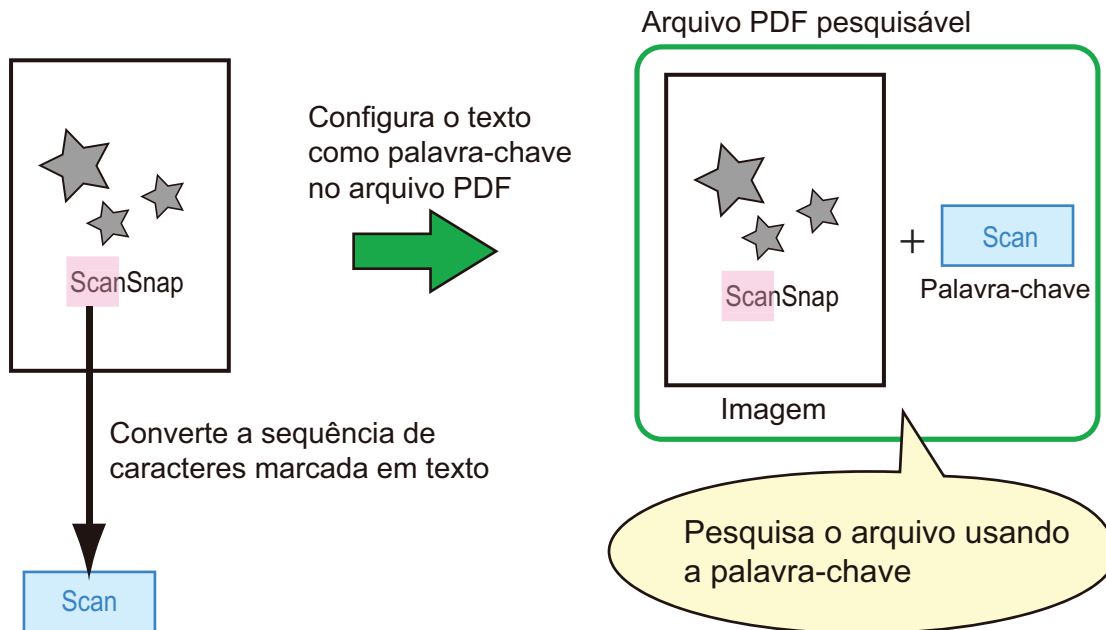 Arquivo PDF pesquisável
Configura o texto
como palavra-chave
no arquivo PDF
ScanSnap
Converte a sequência de
caracteres marcada em texto
Scan
ScanSnap
Imagem
+
Scan
Palavra-chave
Pesquisa o arquivo usando
a palavra-chave